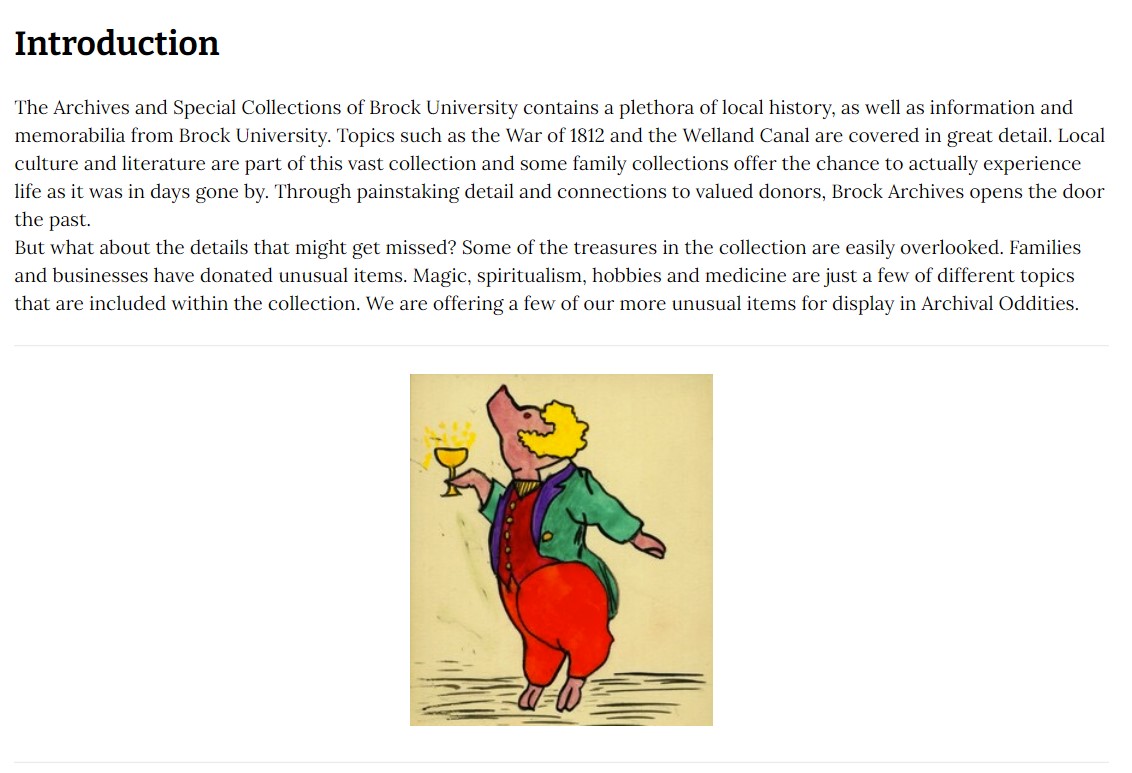 Introduction
The Archives and Special Collections of Brock University contains a plethora of local history, as well as information and
memorabilia from Brock University. Topics such as the War of 1812 and the Welland Canal are covered in great detail. Local
culture and literature are part of this vast collection and some family collections offer the chance to actually experience
life as it was in days gone by. Through painstaking detail and connections to valued donors, Brock Archives opens the door
the past.
But what about the details that might get missed? Some of the treasures in the collection are easily overlooked. Families
and businesses have donated unusual items. Magic, spiritualism, hobbies and medicine are just a few of different topics
that are included within the collection. We are offering a few of our more unusual items for display in Archival Oddities.